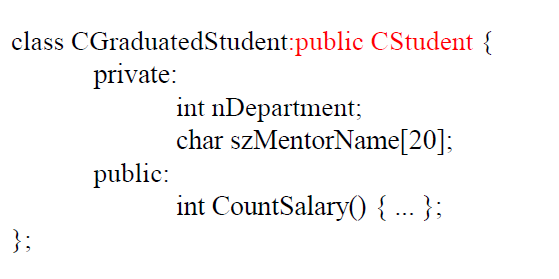 class CGraduatedStudent:public CStudent {
private:
int nDepartment;
char szMentorName[20];
public:
int CountSalary() { ... };
};